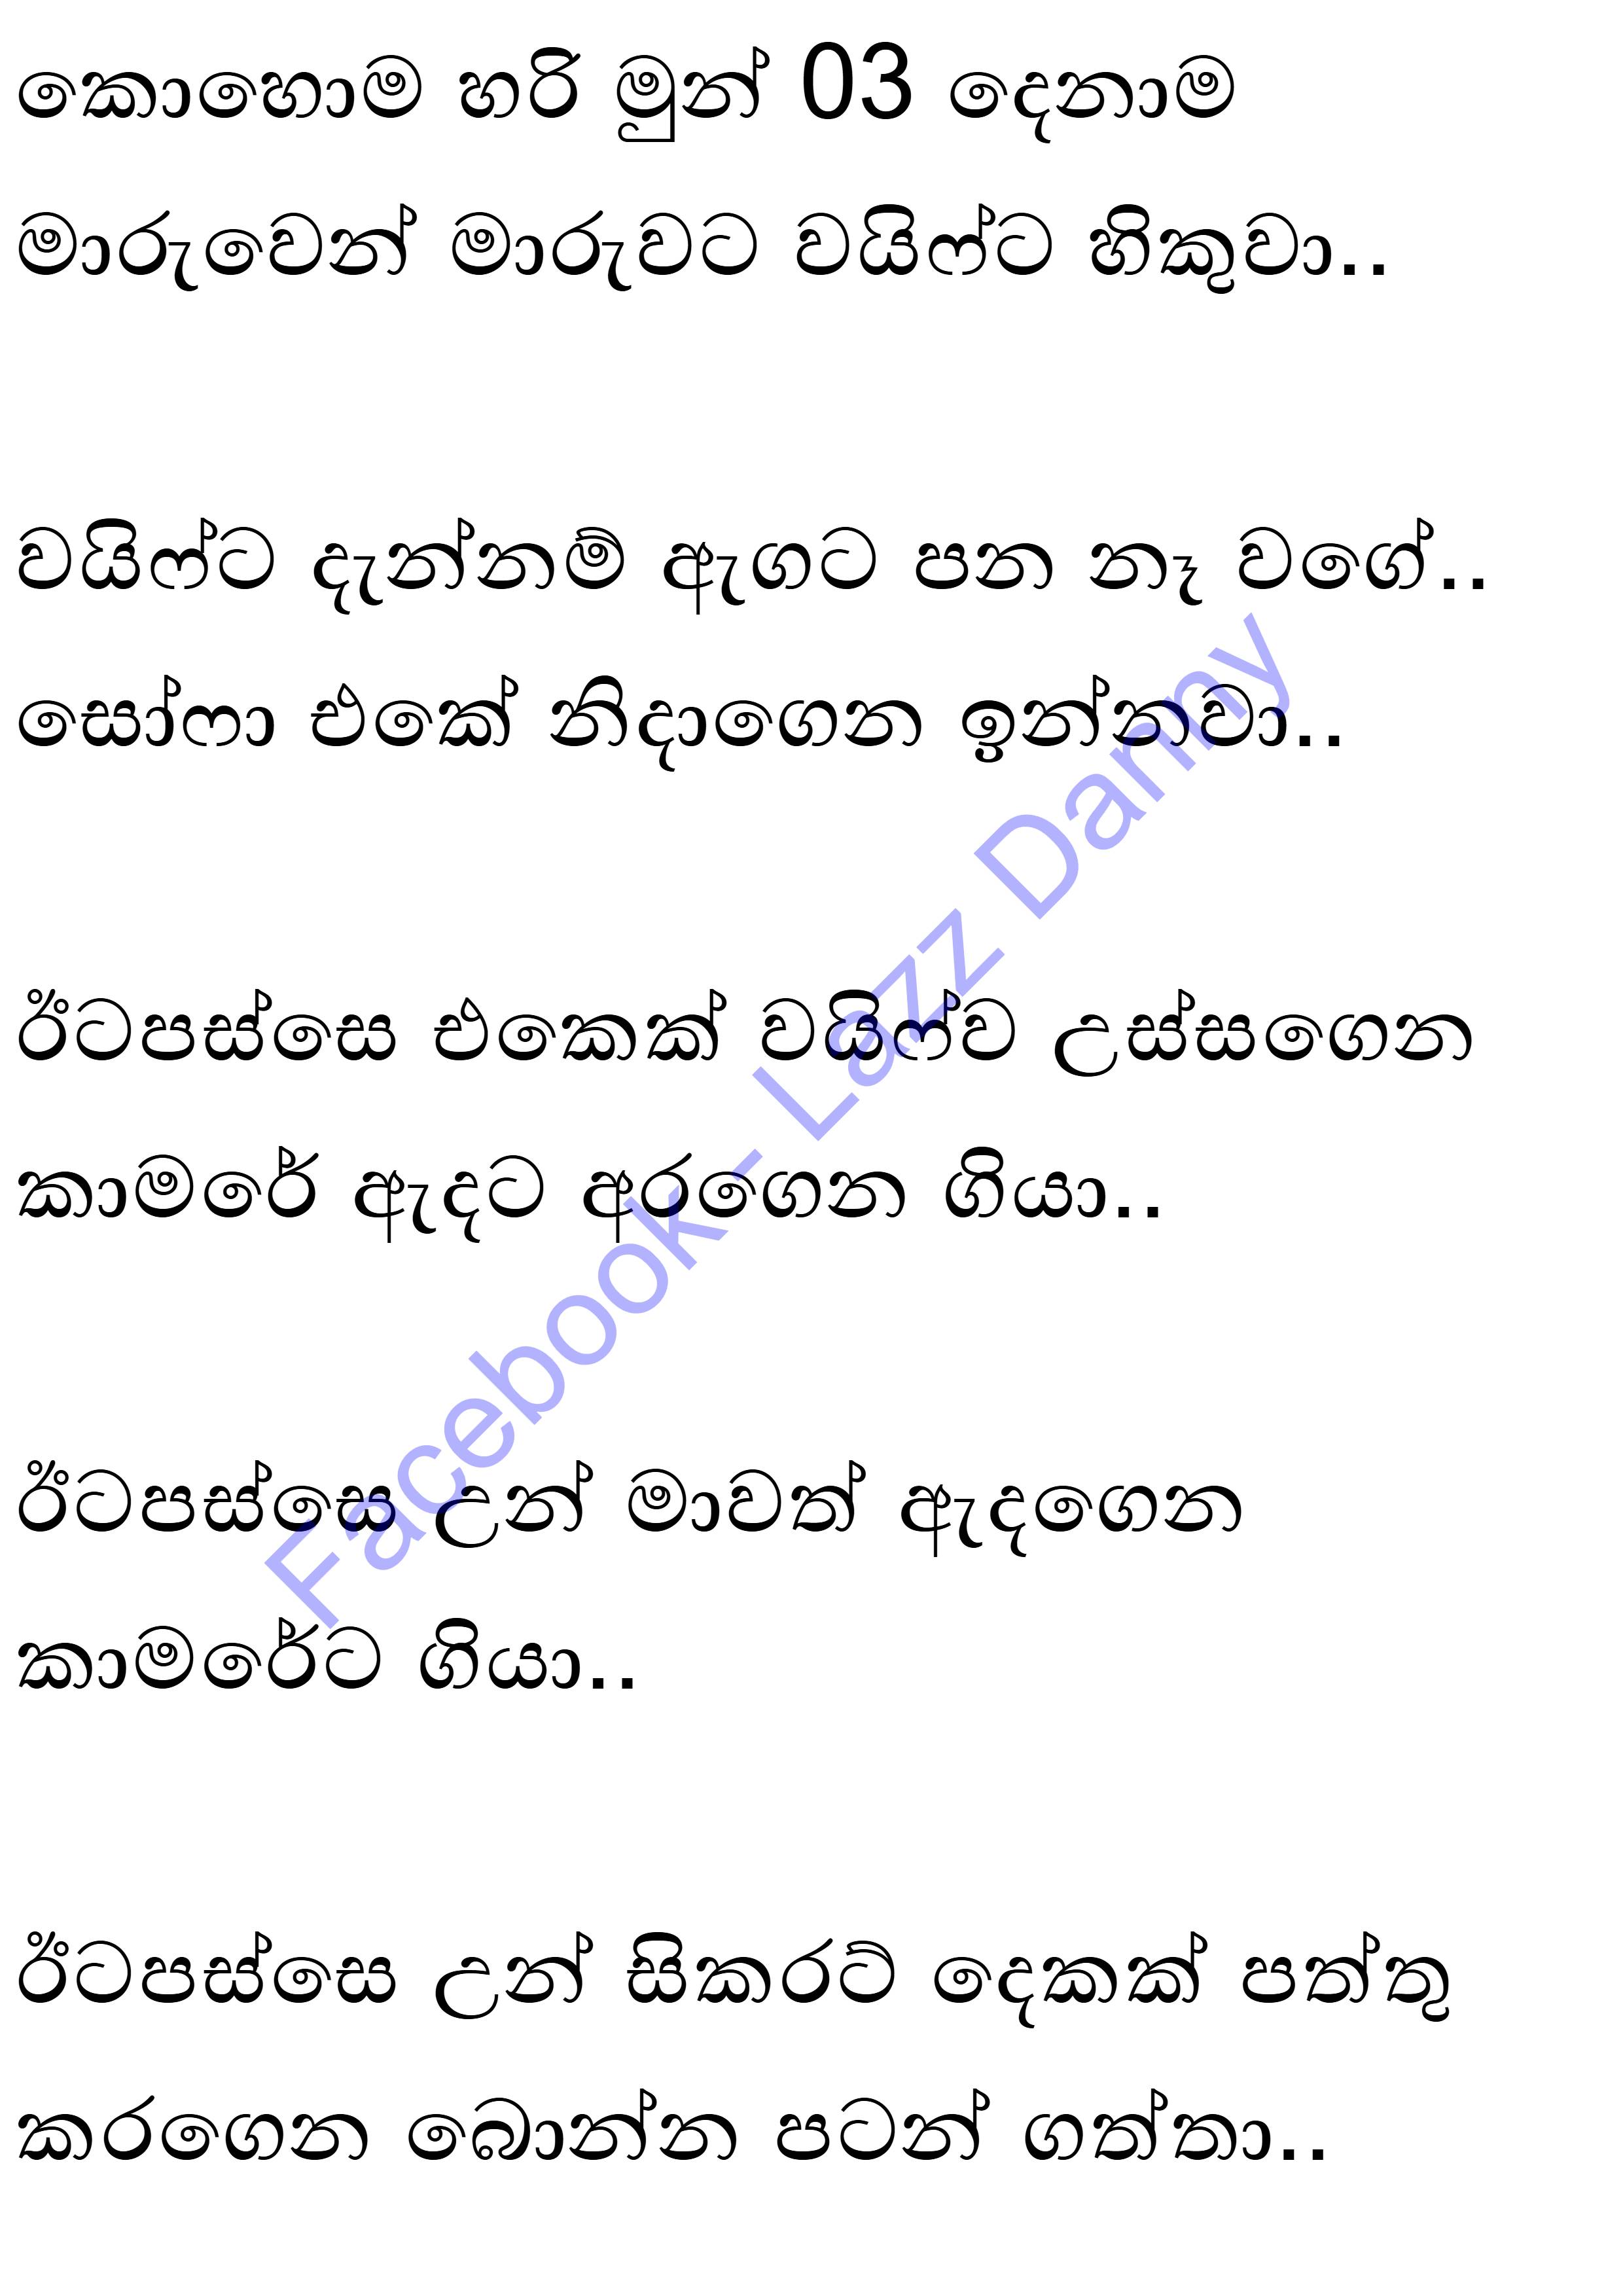 කොහොම හරි මුන් 03 දෙනාම
මාරුවෙන් මාරුවට වයිෆ්ට හිකුවා..
වයිෆ්ට දැන්නම් ඇගට පන නෑ වගේ..
සෝෆා එකේ නිදාගෙන ඉන්නවා..
ඊටපස්සෙ එකෙක් වයිෆ්ව උස්සගෙන
කාමරේ ඇදට අරගෙන ගියා..
ඊටපස්සෙ උන් මාවත් ඇදගෙන
කාමරේට ගියා..
ඊටපස්සෙ උන් සිකරට් දෙකක් පත්තු
කරගෙන බොන්න පටන් ගත්තා..
Facebook - Lazz Danny